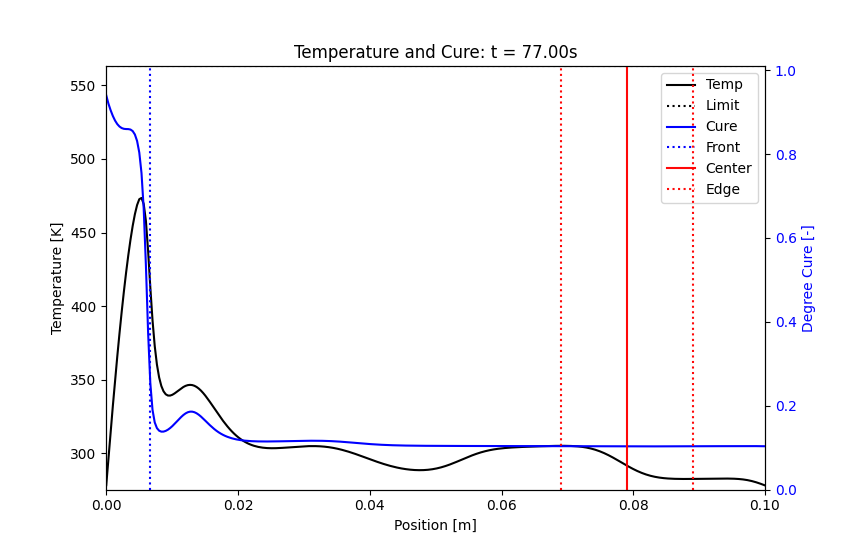 Temperature and Cure: t = 77.00s
Temperature [K]
550
500
450
400
350
300
Temp
Limit
Cure
Front
Center
Edge
1.0
0.8
0.6
0.4
0.2
0.0
Degree Cure [-]
0.00
0.02
0.04
0.06
0.08
0.10
Position [m]